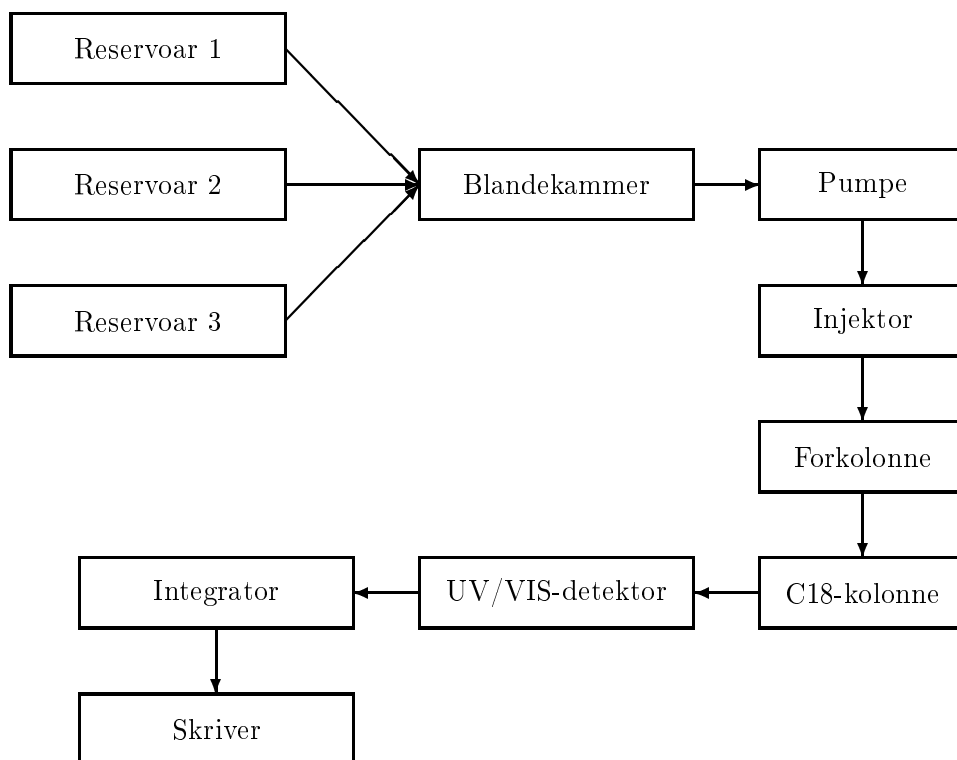 Reservoar 1
Reservoar 2
Reservoar 3
Blandekammer
Pumpe
Injektor
Forkolonne
C18-kolonne
UV/VIS-detektor
Integrator
Skriver